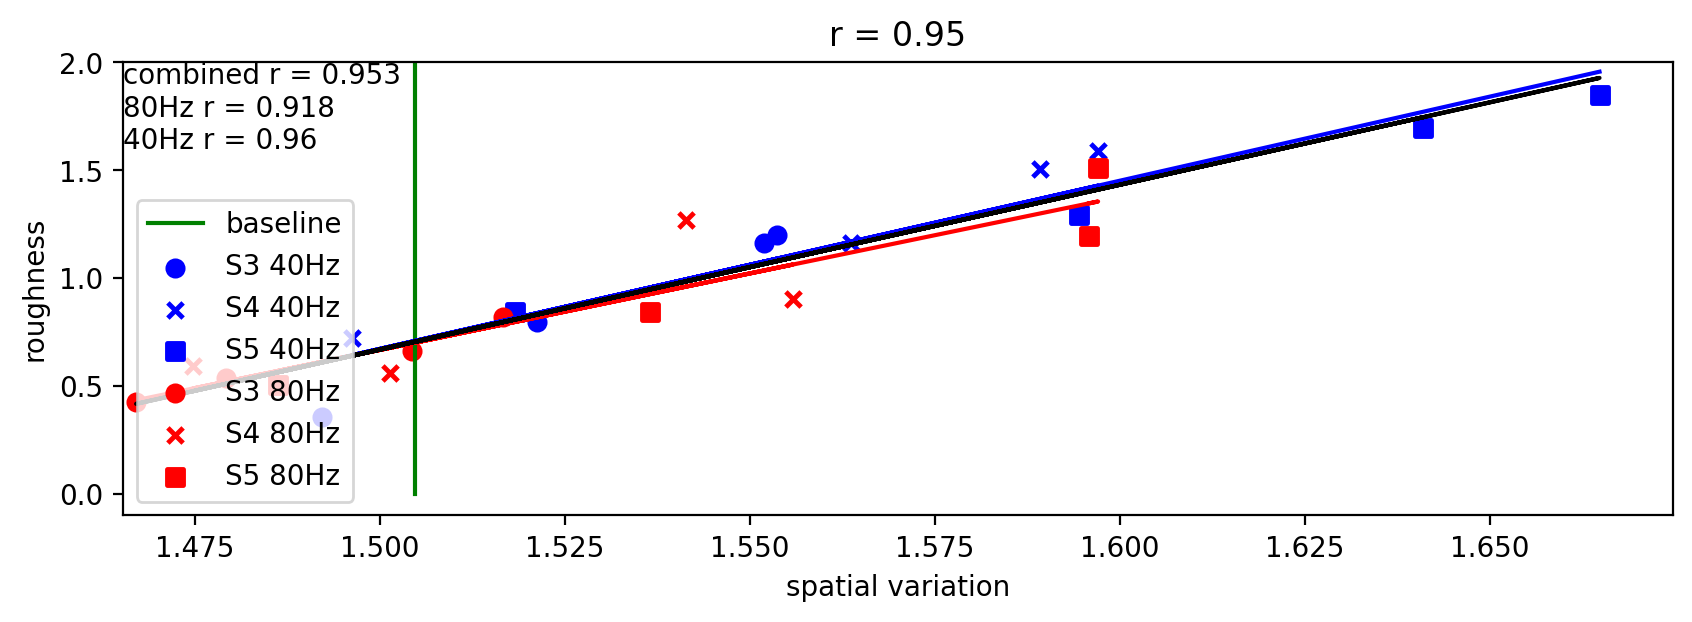 r = 0.95
combined r = 0.953
80Hz r = 0.918
40Hz r = 0.96
2.0
1.5
1.0
0.5
0.0
roughness
baseline
S3 40Hz
S4 40Hz
S5 40Hz
S3 80Hz
S4 80Hz
S5 80Hz
1.475 1.500 1.525 1.550 1.575 1.600 1.625 1.650
spatial variation